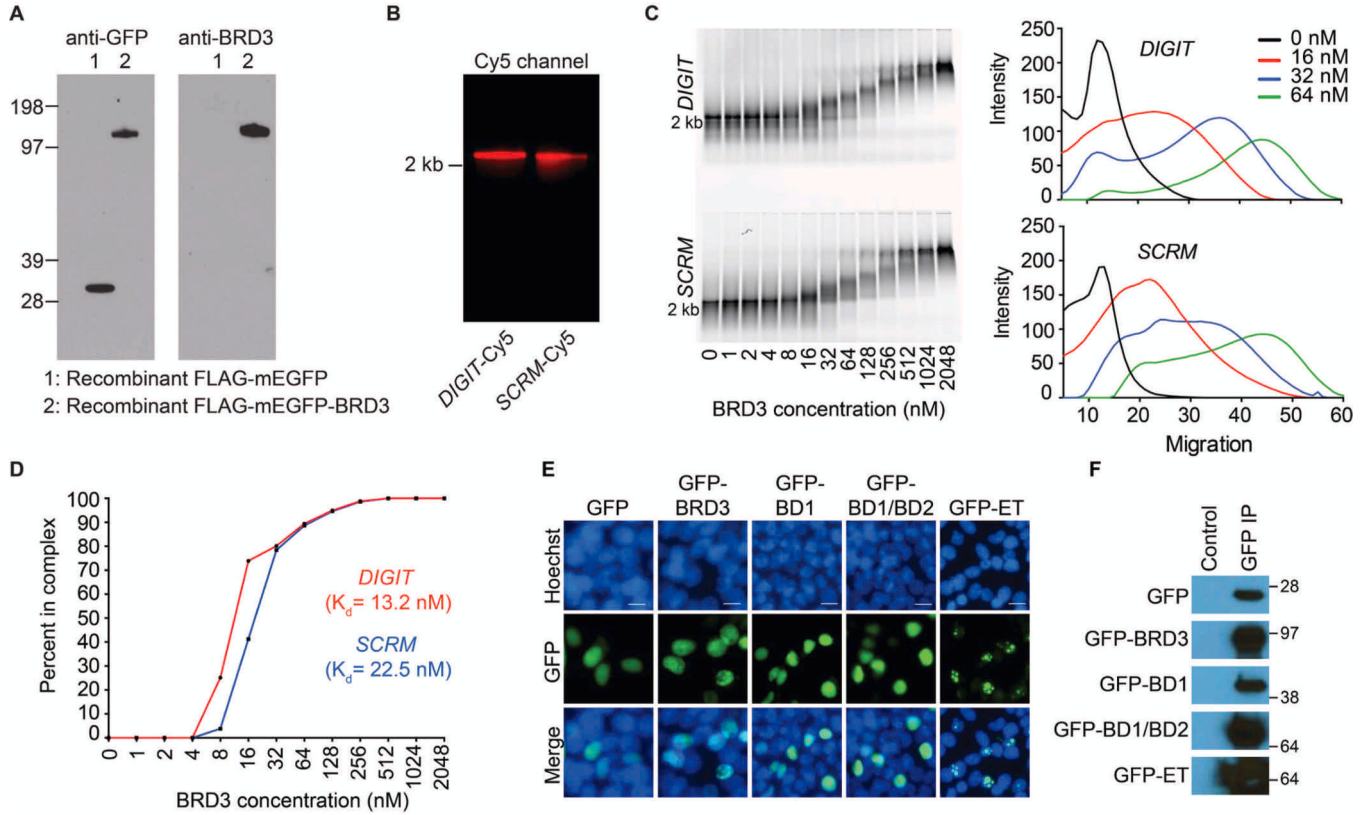 A
anti-GFP anti-BRD3
1 2 1 2
198
97
39
28
1: Recombinant FLAG-mEGFP
2: Recombinant FLAG-mEGFP-BRD3
B
Cy5 channel
2 kb
DIGIT-Cy5
SCRM-Cy5
C
DIGIT
2 kb
SCRM
2 kb
0 1 2 4 8 16 32 64 128 256 512 1024 2048
BRD3 concentration (nM)
DIGIT
0 nM
16 nM
32 nM
64 nM
Intensity
250
200
150
100
50
0
SCRM
Intensity
250
200
150
100
50
0
10 20 30 40 50 60
Migration
D
Percent in complex
100
90
80
70
60
50
40
30
20
10
0
DIGIT
(Kd= 13.2 nM)
SCRM
(Kd= 22.5 nM)
0 1 2 4 8 16 32 64 128 256 512 1024 2048
BRD3 concentration (nM)
E
GFP GFP-BRD3 GFP-BD1 GFP-BD1/BD2 GFP-ET
Hoechst
GFP
Merge
F
Control
GFP IP
GFP 28
GFP-BRD3 97
GFP-BD1 38
GFP-BD1/BD2 64
GFP-ET 64